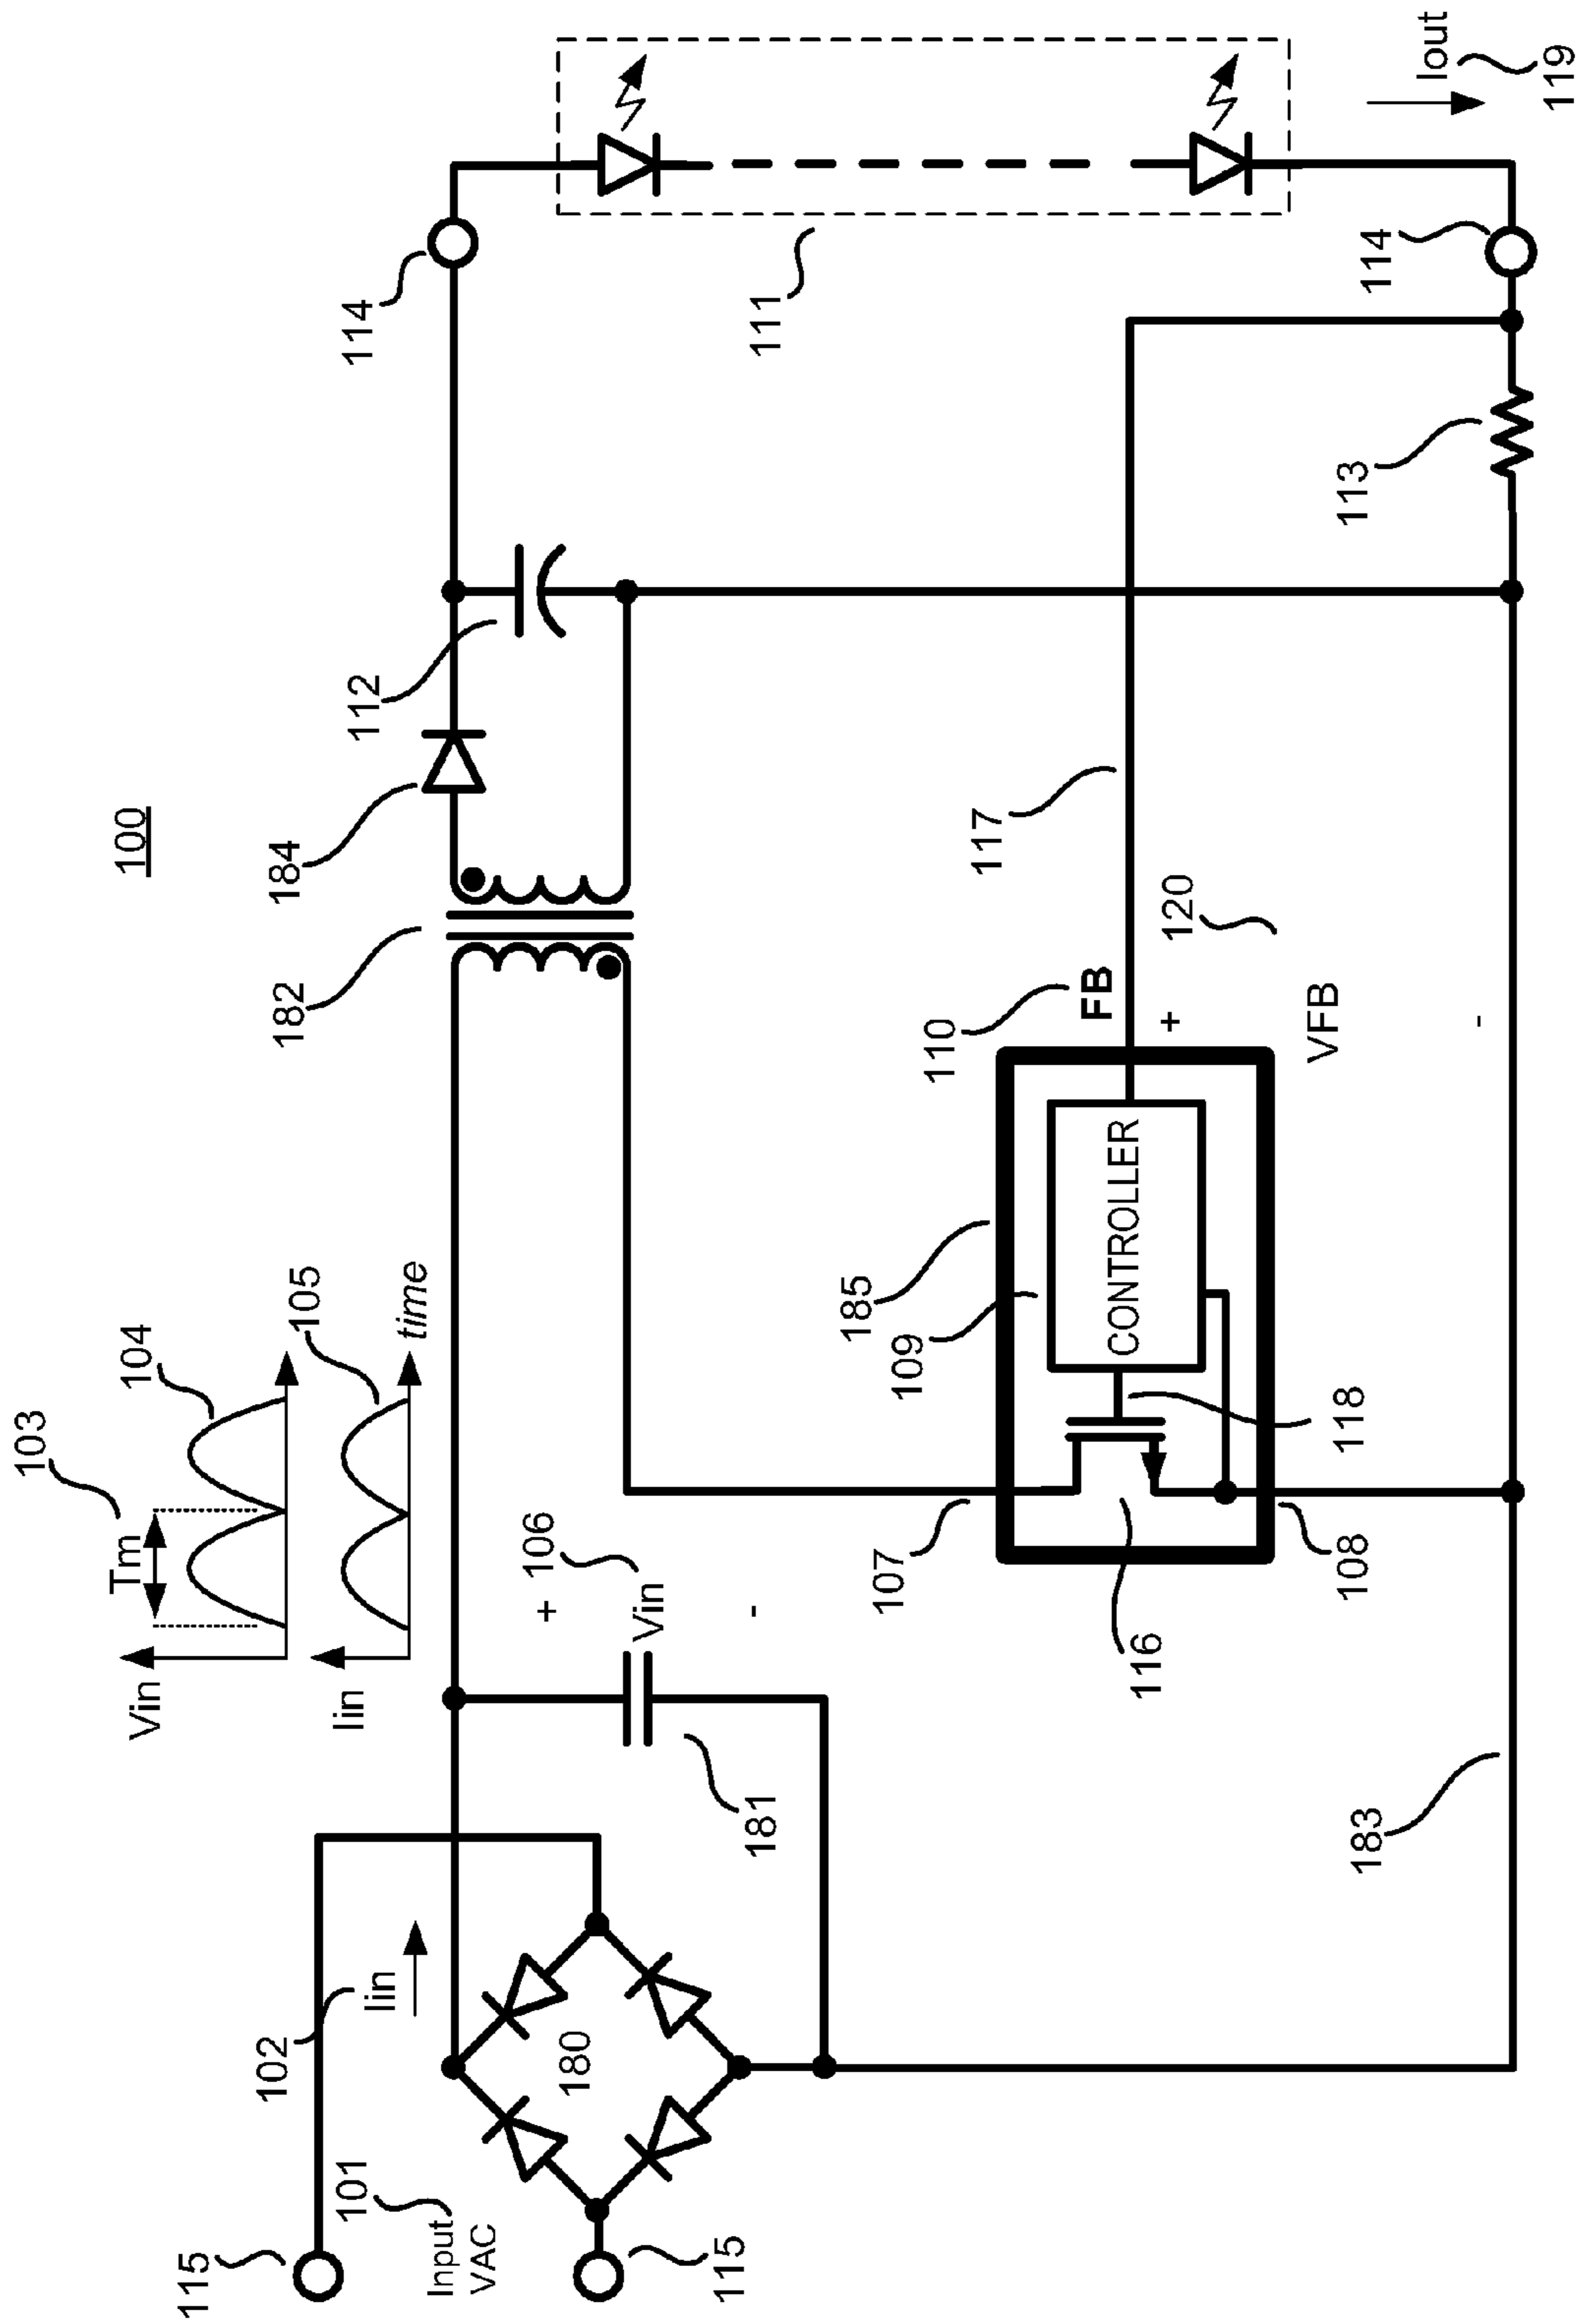 100
103
Tm
104
Vin
Iin
105
time
102
Iin
115
101
Input
VAC
115
180
181
+
106
Vin
-
182
184
112
114
111
114
Iout
119
113
117
110
FB
120
+
VFB
-
185
109
CONTROLLER
107
116
118
108
183